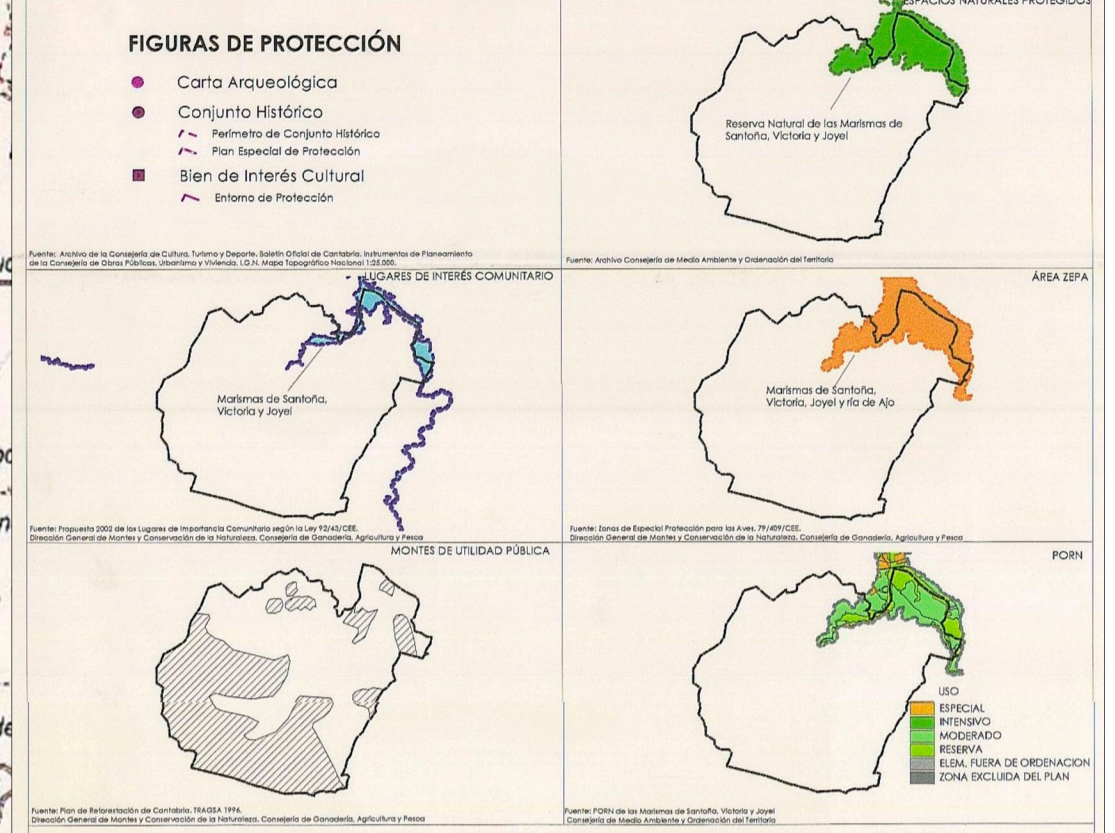 FIGURAS DE PROTECCIÓN
Carta Arqueológica
Conjunto Histórico
Perímetro de Conjunto Histórico
Plan Especial de Protección
Bien de Interés Cultural
Entorno de Protección
Fuente: Archivo de la Consejería de Cultura, Turismo y Deporte. Boletín Oficial de Cantabria. Instrumentos de Planeamiento
de la Consejería de Obras Públicas, Urbanismo y Vivienda. I.G.N. Mapa Topográfico Nacional 1:25.000.
ESPACIOS NATURALES PROTEGIDOS
Reserva Natural de las Marismas de
Santoña, Victoria y Joyel
Fuente: Archivo Consejería de Medio Ambiente y Ordenación del Territorio
LUGARES DE INTERÉS COMUNITARIO
Marismas de Santoña,
Victoria y Joyel
Fuente: Propuesta 2002 de los Lugares de Importancia Comunitario según la Ley 92/43/CEE.
Dirección General de Montes y Conservación de la Naturaleza. Consejería de Ganadería, Agricultura y Pesca
ÁREA ZEPA
Marismas de Santoña,
Victoria, Joyel y ría de Ajo
Fuente: Zonas de Especial Protección para las Aves. 79/409/CEE.
Dirección General de Montes y Conservación de la Naturaleza. Consejería de Ganadería, Agricultura y Pesca
MONTES DE UTILIDAD PÚBLICA
Fuente: Plan de Reforestación de Cantabria. TRAGSA 1996.
Dirección General de Montes y Conservación de la Naturaleza. Consejería de Ganadería, Agricultura y Pesca
PORN
USO
ESPECIAL
INTENSIVO
MODERADO
RESERVA
ELEM. FUERA DE ORDENACION
ZONA EXCLUIDA DEL PLAN
Fuente: PORN de las Marismas de Santoña, Victoria y Joyel
Consejería de Medio Ambiente y Ordenación del Territorio